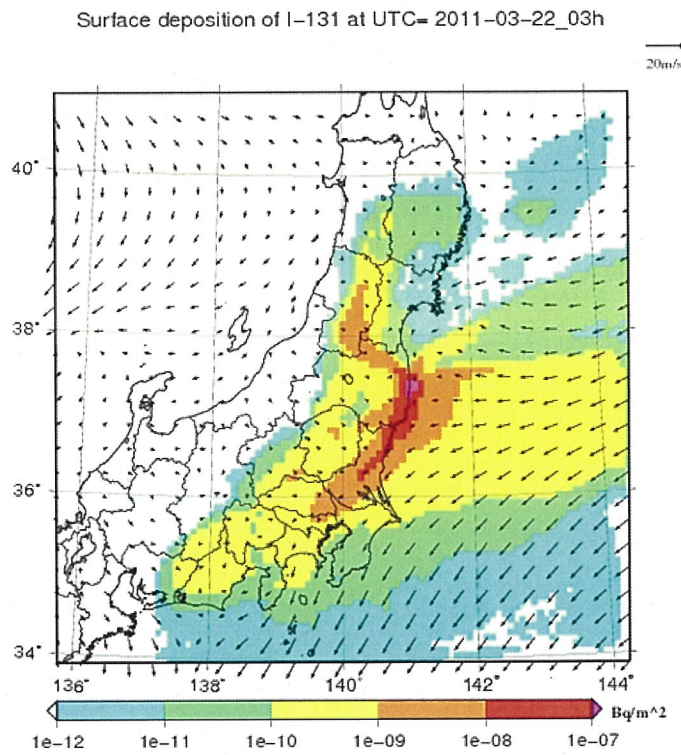 Surface deposition of I-131 at UTC= 2011-03-22_03h
20m/s
40°
38°
36°
34°
136° 138° 140° 142° 144°
Bq/m^2
1e-12 1e-11 1e-10 1e-09 1e-08 1e-07